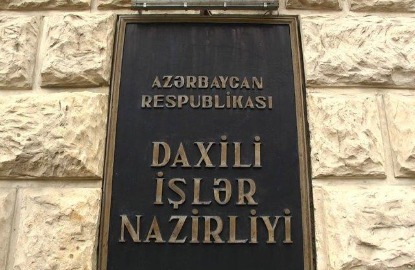 AZƏRBAYCAN
RESPUBLİKASI
DAXİLİ
İŞLƏR
NAZİRLİYİ